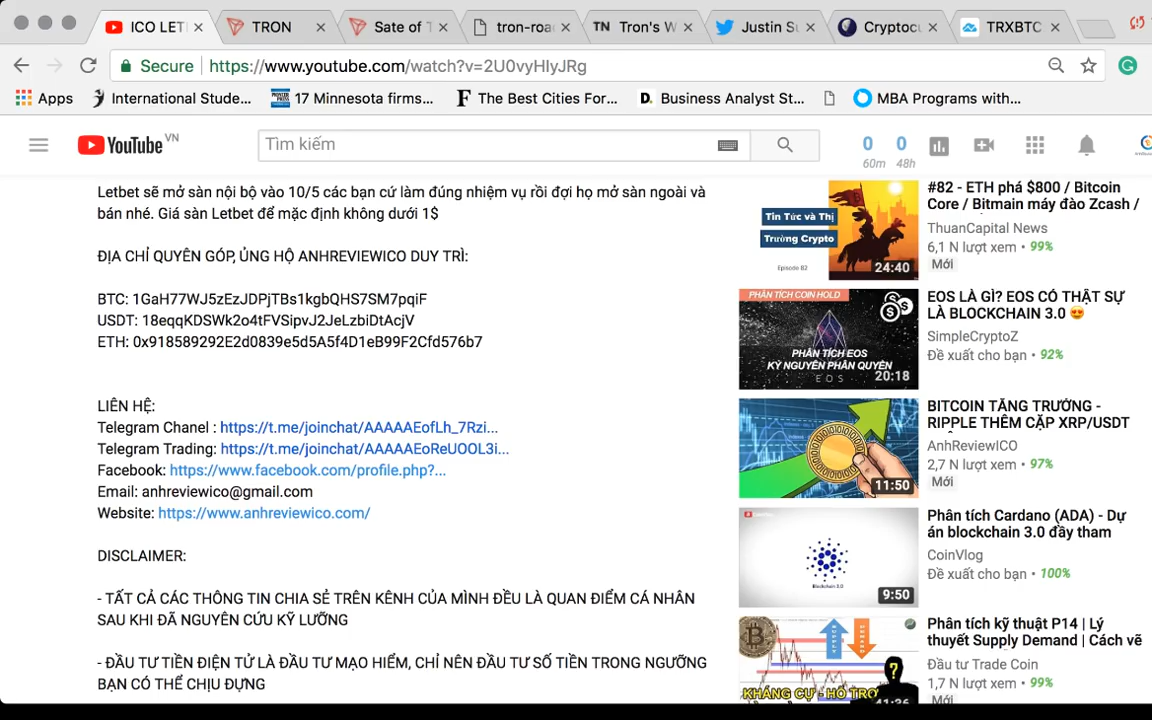 ICO LET
TRON
Sate of T
tron-roa
TN Tron's W
Justin Su
Cryptocu
TRXBTC
Secure https://www.youtube.com/watch?v=2U0vyHIyJRg
Apps
International Stude...
17 Minnesota firms...
F The Best Cities For...
D. Business Analyst St...
MBA Programs with...
YouTube VN
Tìm kiếm
0 0
60m 48h
Letbet sẽ mở sàn nội bộ vào 10/5 các bạn cứ làm đúng nhiệm vụ rồi đợi họ mở sàn ngoài và
bán nhé. Giá sàn Letbet để mặc định không dưới 1$
ĐỊA CHỈ QUYÊN GÓP, ỦNG HỘ ANHREVIEWICO DUY TRÌ:
BTC: 1GaH77WJ5zEzJDPjTBs1kgbQHS7SM7pqiF
USDT: 18eqqKDSWk2o4tFVSipvJ2JeLzbiDtAcjV
ETH: 0x918589292E2d0839e5d5A5f4D1eB99F2Cfd576b7
LIÊN HỆ:
Telegram Chanel : https://t.me/joinchat/AAAAAEofLh_7Rzi...
Telegram Trading: https://t.me/joinchat/AAAAAEoReUOOL3i...
Facebook: https://www.facebook.com/profile.php?...
Email: anhreviewico@gmail.com
Website: https://www.anhreviewico.com/
DISCLAIMER:
- TẤT CẢ CÁC THÔNG TIN CHIA SẺ TRÊN KÊNH CỦA MÌNH ĐỀU LÀ QUAN ĐIỂM CÁ NHÂN
SAU KHI ĐÃ NGUYÊN CỨU KỸ LƯỠNG
- ĐẦU TƯ TIỀN ĐIỆN TỬ LÀ ĐẦU TƯ MẠO HIỂM, CHỈ NÊN ĐẦU TƯ SỐ TIỀN TRONG NGƯỠNG
BẠN CÓ THỂ CHỊU ĐỰNG
Tin Tức và Thị
Trường Crypto
Episode 82
24:40
#82 - ETH phá $800 / Bitcoin
Core / Bitmain máy đào Zcash /
ThuanCapital News
6,1 N lượt xem • 99%
Mới
PHÂN TÍCH COIN HOLD
PHÂN TÍCH EOS
KỶ NGUYÊN PHÂN QUYỀN
EOS
20:18
EOS LÀ GÌ? EOS CÓ THẬT SỰ
LÀ BLOCKCHAIN 3.0 😍
SimpleCryptoZ
Đề xuất cho bạn • 92%
11:50
BITCOIN TĂNG TRƯỞNG -
RIPPLE THÊM CẶP XRP/USDT
AnhReviewICO
2,7 N lượt xem • 97%
Mới
Blockchain 3.0
9:50
Phân tích Cardano (ADA) - Dự
án blockchain 3.0 đầy tham
CoinVlog
Đề xuất cho bạn • 100%
SUPPLY
DEMAND
?
KHÁNG CỰ - HỖ TRỢ
41:36
Phân tích kỹ thuật P14 | Lý
thuyết Supply Demand | Cách vẽ
Đầu tư Trade Coin
1,7 N lượt xem • 99%
Mới